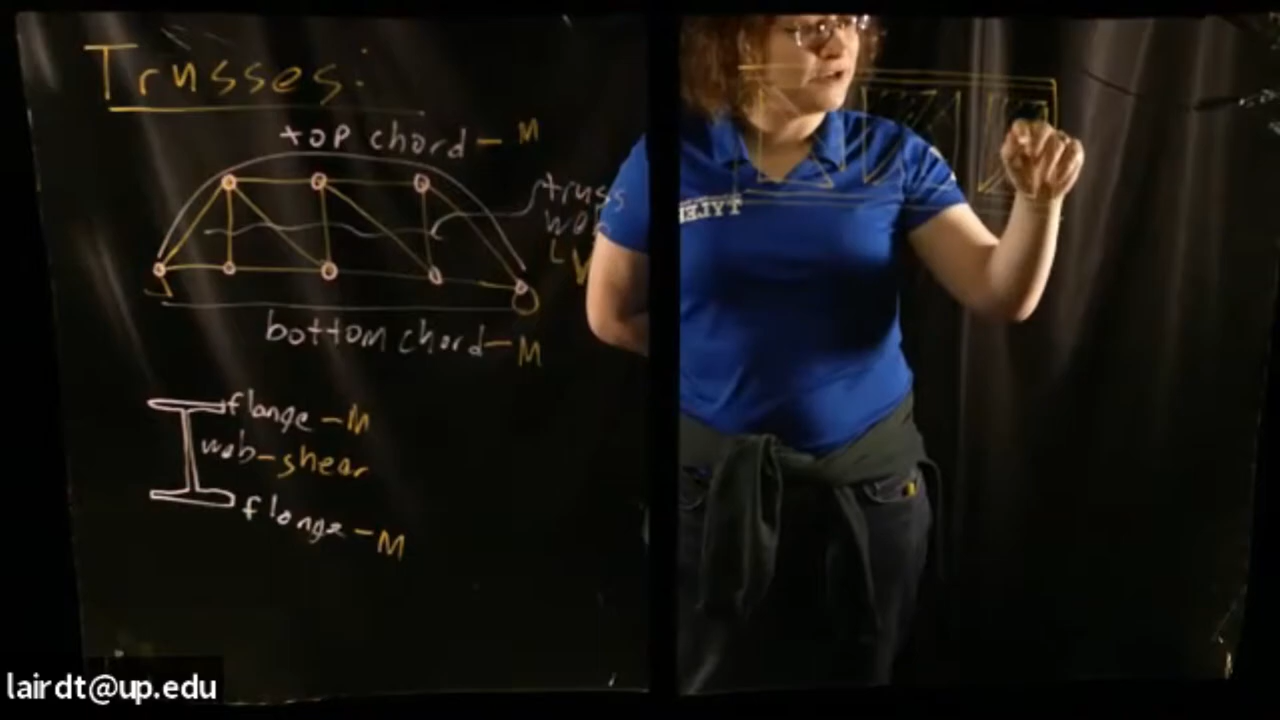 Trusses:
top chord - M
truss
V
bottom chord - M
flange - M
web - shear
flange - M
lairdt@up.edu